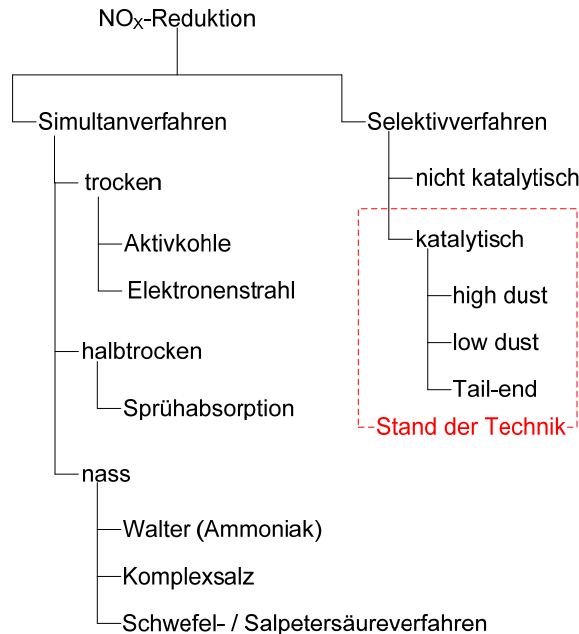 NOX-Reduktion
Simultanverfahren
trocken
Aktivkohle
Elektronenstrahl
halbtrocken
Sprühabsorption
nass
Walter (Ammoniak)
Komplexsalz
Schwefel- / Salpetersäureverfahren
Selektivverfahren
nicht katalytisch
katalytisch
high dust
low dust
Tail-end
Stand der Technik